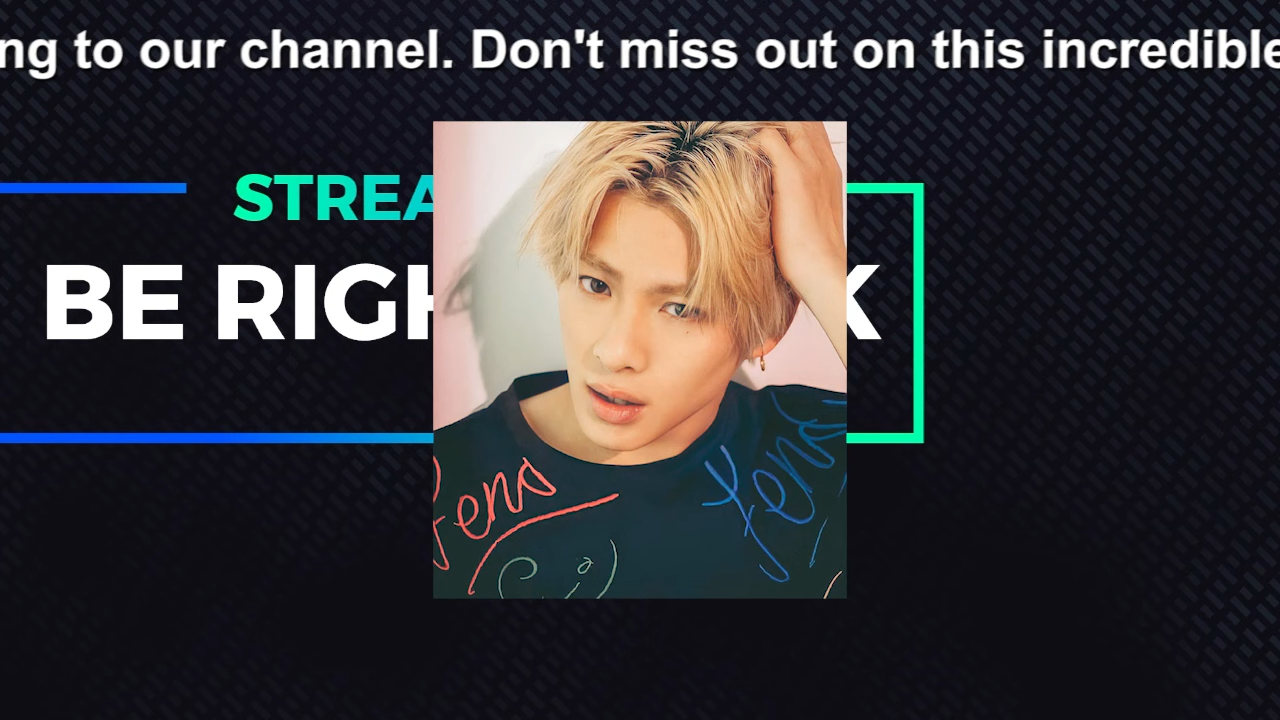 ng to our channel. Don't miss out on this incredible
STREA
BE RIGH K